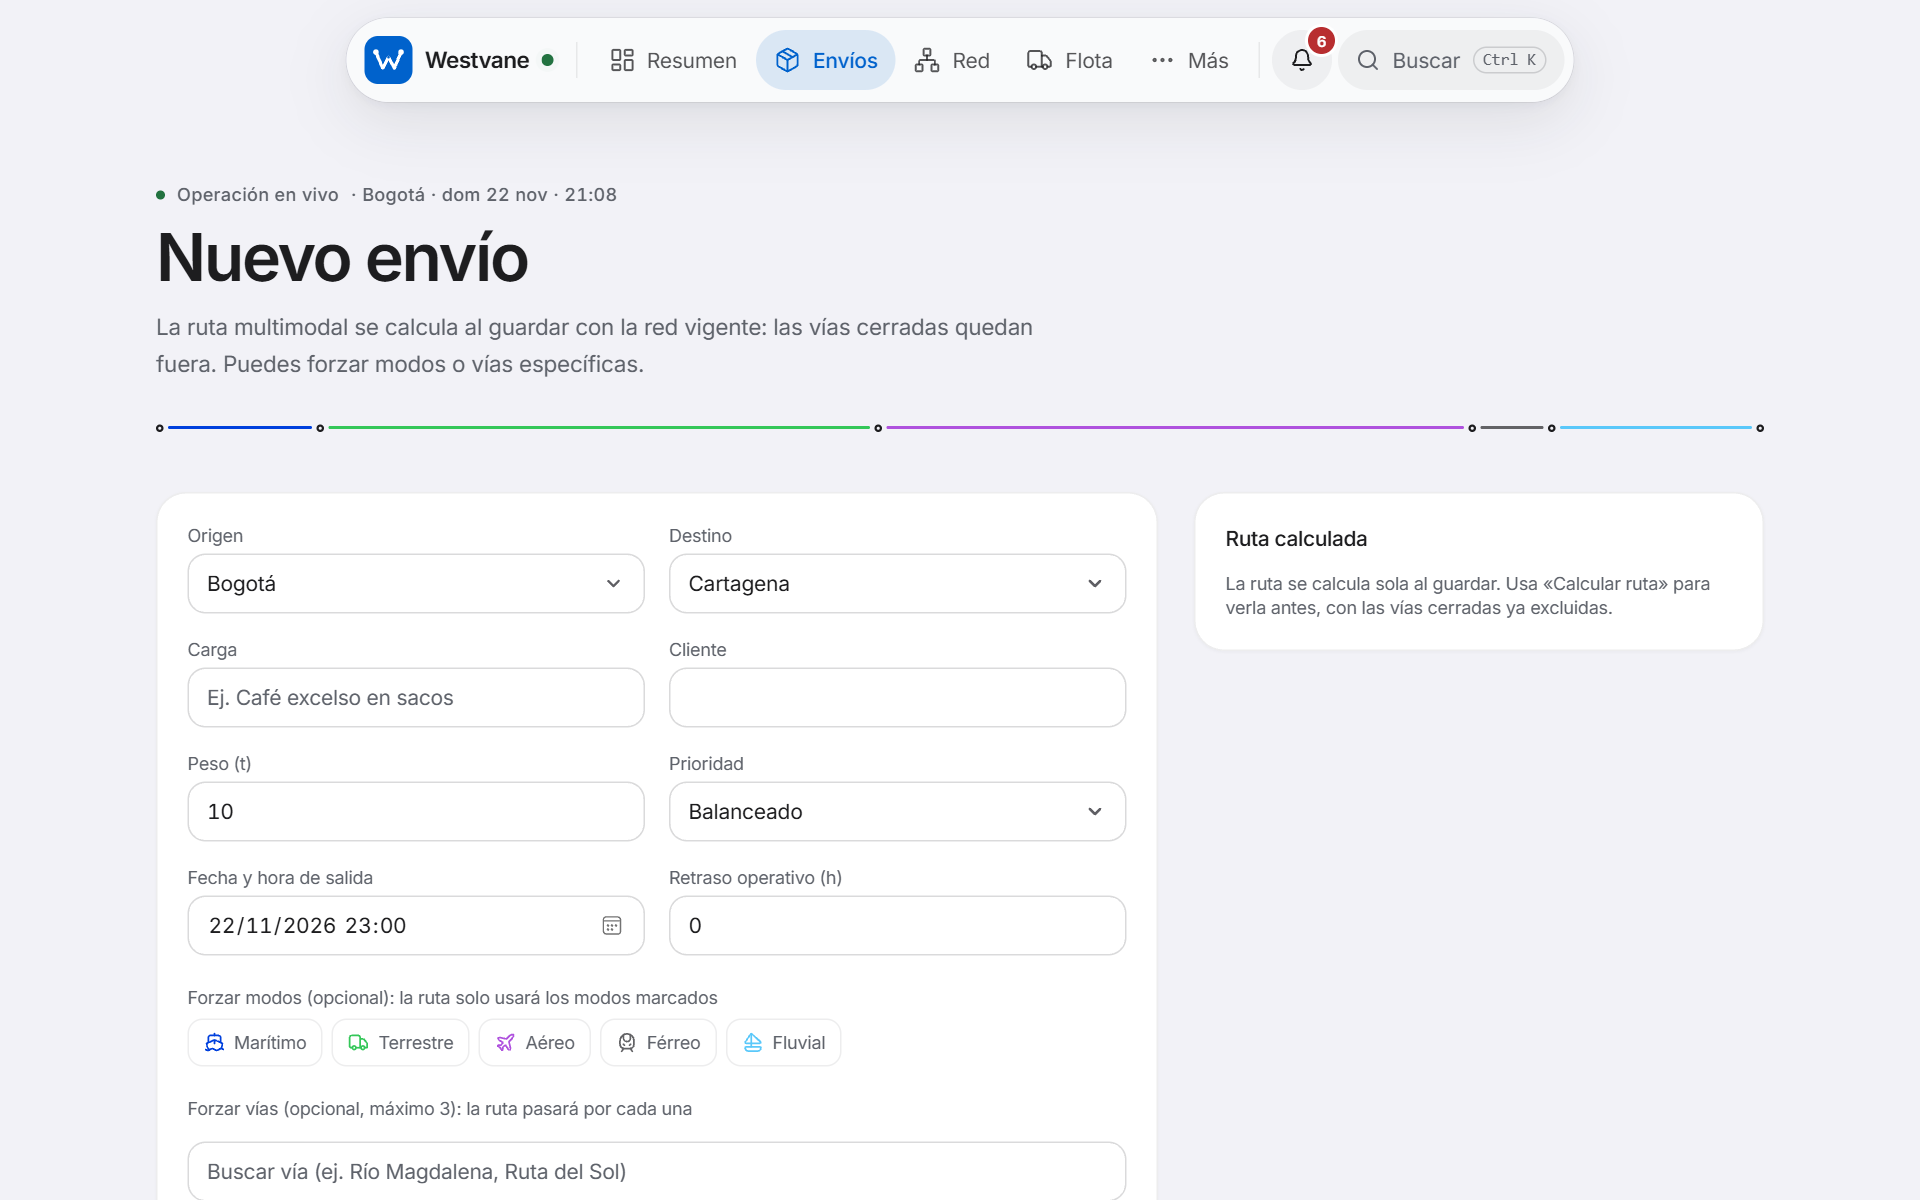 Westvane
Resumen
Envíos
Red
Flota
Más
6
Buscar
Ctrl K
Operación en vivo · Bogotá · dom 22 nov · 21:08
Nuevo envío
La ruta multimodal se calcula al guardar con la red vigente: las vías cerradas quedan
fuera. Puedes forzar modos o vías específicas.
Origen
Bogotá
Destino
Cartagena
Carga
Ej. Café excelso en sacos
Cliente
Peso (t)
10
Prioridad
Balanceado
Fecha y hora de salida
22/11/2026 23:00
Retraso operativo (h)
0
Forzar modos (opcional): la ruta solo usará los modos marcados
Marítimo
Terrestre
Aéreo
Férreo
Fluvial
Forzar vías (opcional, máximo 3): la ruta pasará por cada una
Buscar vía (ej. Río Magdalena, Ruta del Sol)
Ruta calculada
La ruta se calcula sola al guardar. Usa «Calcular ruta» para
verla antes, con las vías cerradas ya excluidas.